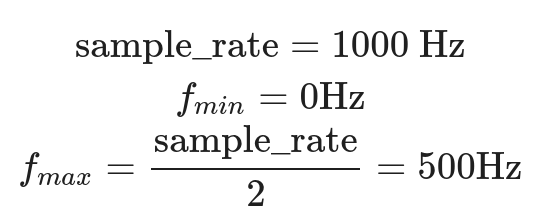 sample_rate = 1000 Hz
f_min = 0Hz
f_max = sample_rate / 2 = 500Hz